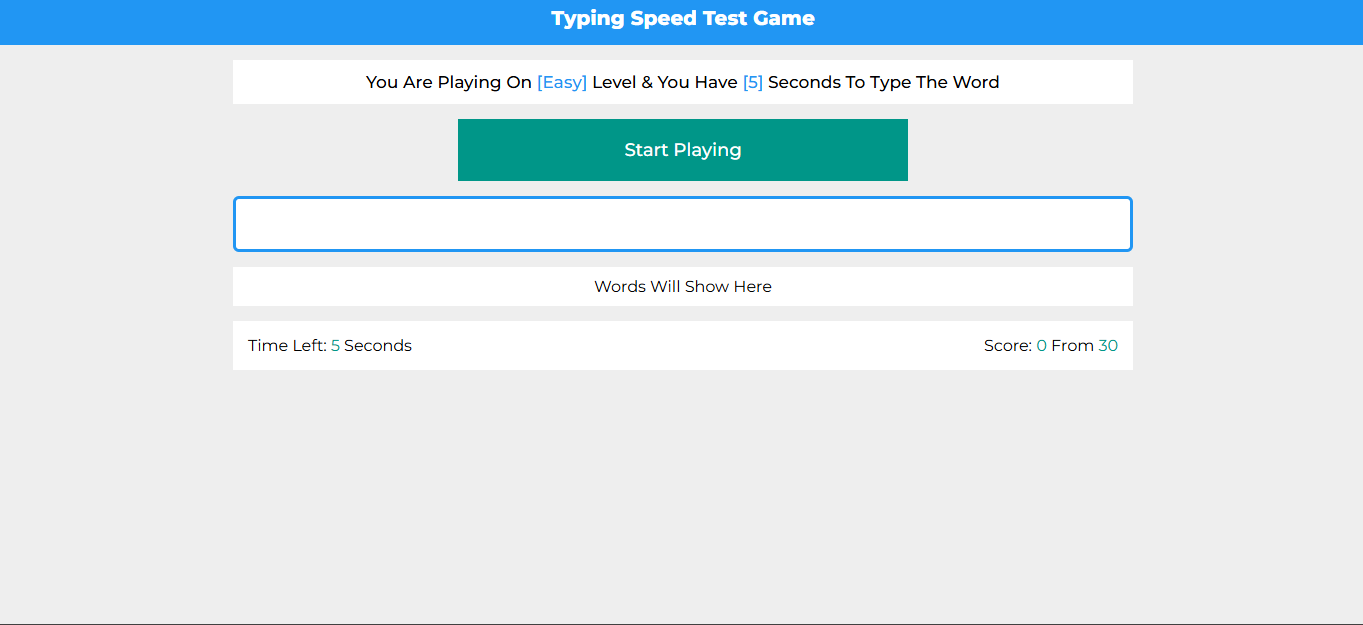 Typing Speed Test Game
You Are Playing On [Easy] Level & You Have [5] Seconds To Type The Word
Start Playing
Words Will Show Here
Time Left: 5 Seconds
Score: 0 From 30